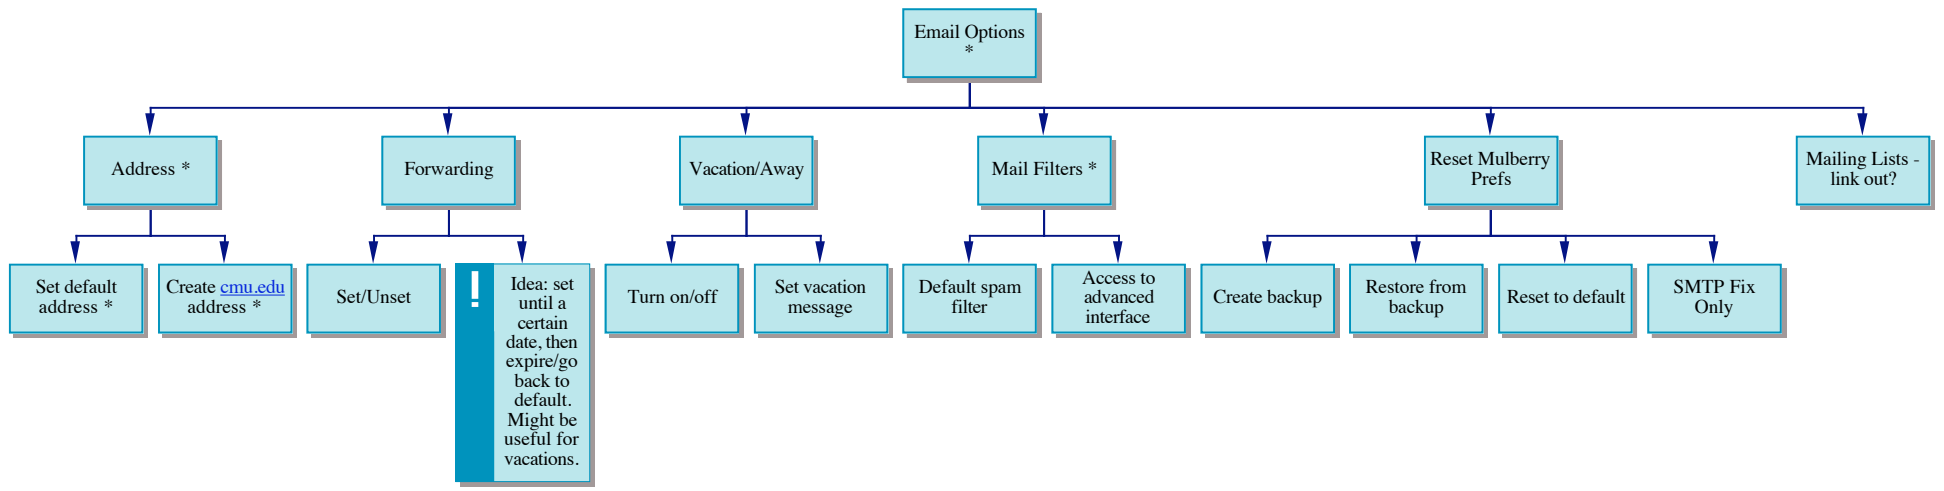 Email Options
*
Address *
Forwarding
Vacation/Away
Mail Filters *
Reset Mulberry
Prefs
Mailing Lists -
link out?
Set default
address *
Create cmu.edu
address *
Set/Unset
!
Idea: set
until a
certain
date, then
expire/go
back to
default.
Might be
useful for
vacations.
Turn on/off
Set vacation
message
Default spam
filter
Access to
advanced
interface
Create backup
Restore from
backup
Reset to default
SMTP Fix
Only